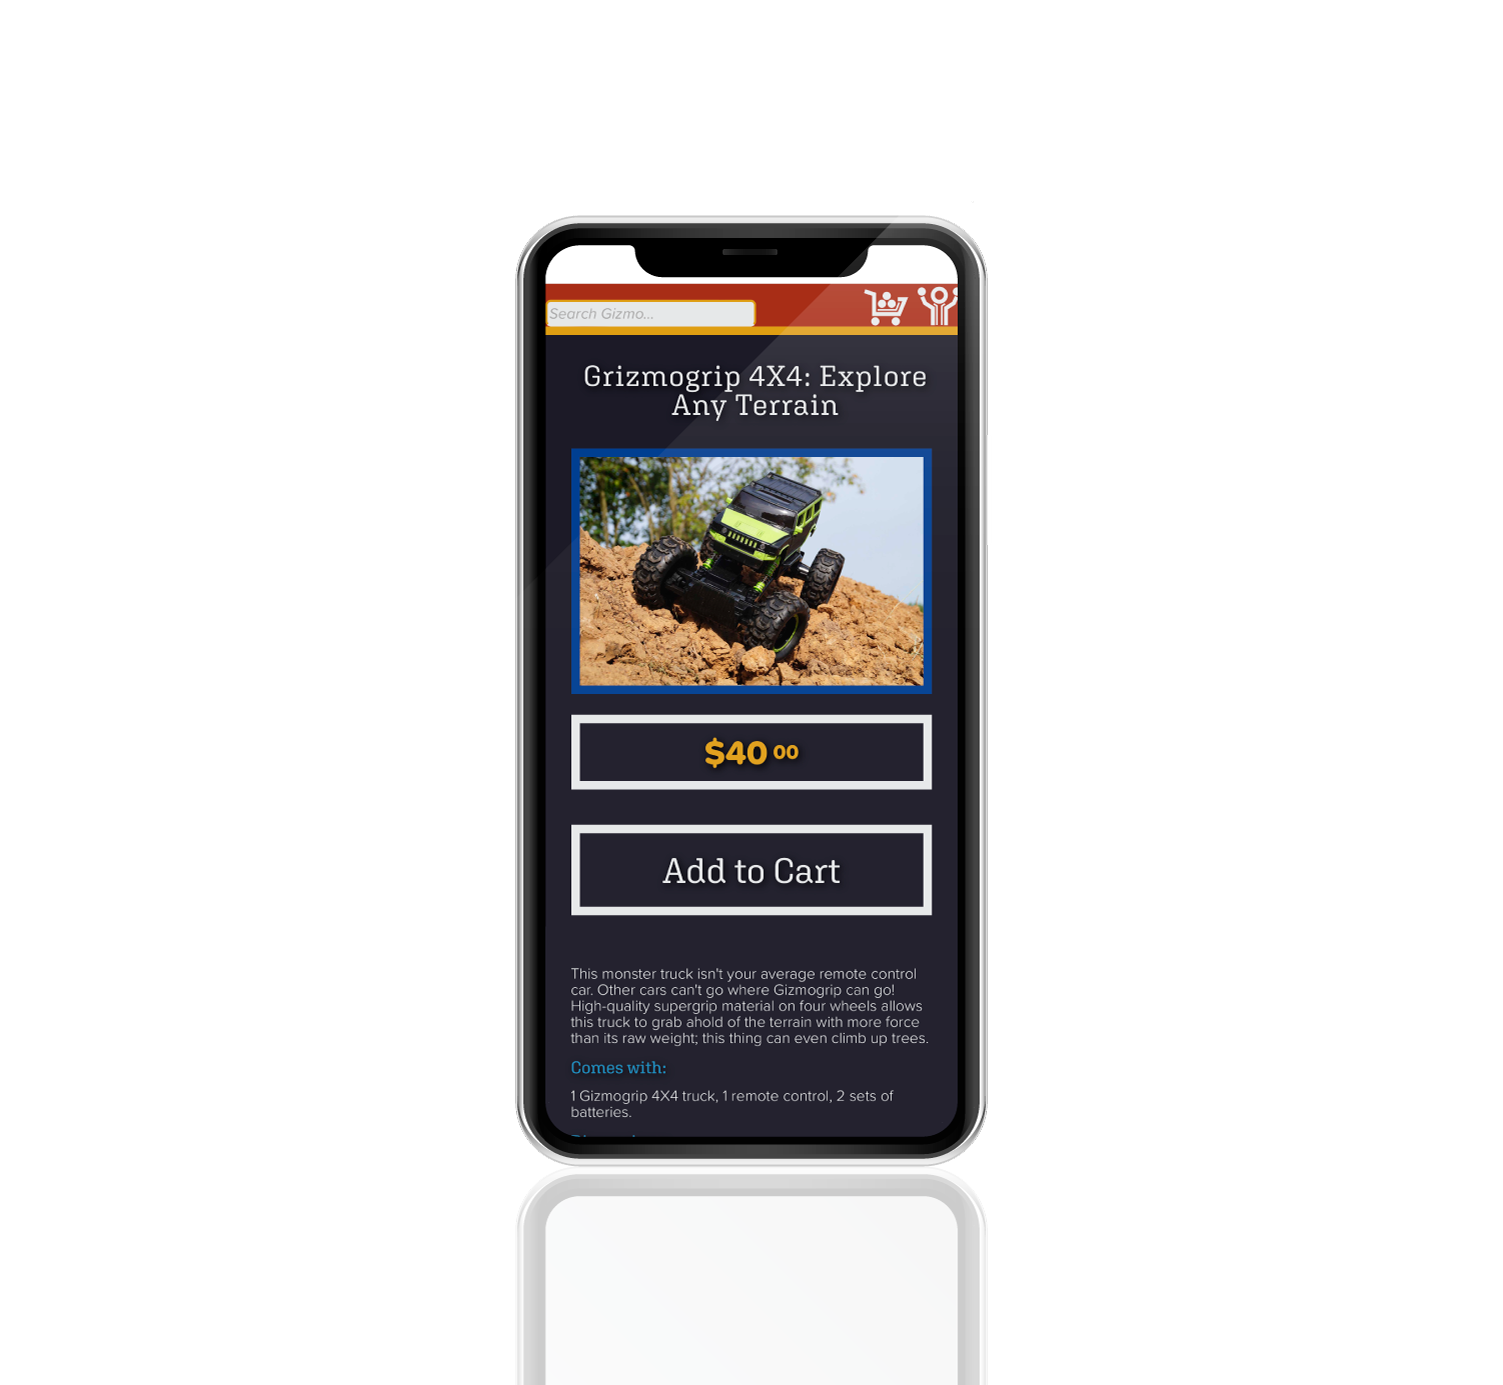 Search Gizmo...
Grizmogrip 4X4: Explore
Any Terrain
$40 00
Add to Cart
This monster truck isn't your average remote control
car. Other cars can't go where Gizmogrip can go!
High-quality supergrip material on four wheels allows
this truck to grab ahold of the terrain with more force
than its raw weight; this thing can even climb up trees.
Comes with:
1 Gizmogrip 4X4 truck, 1 remote control, 2 sets of
batteries.